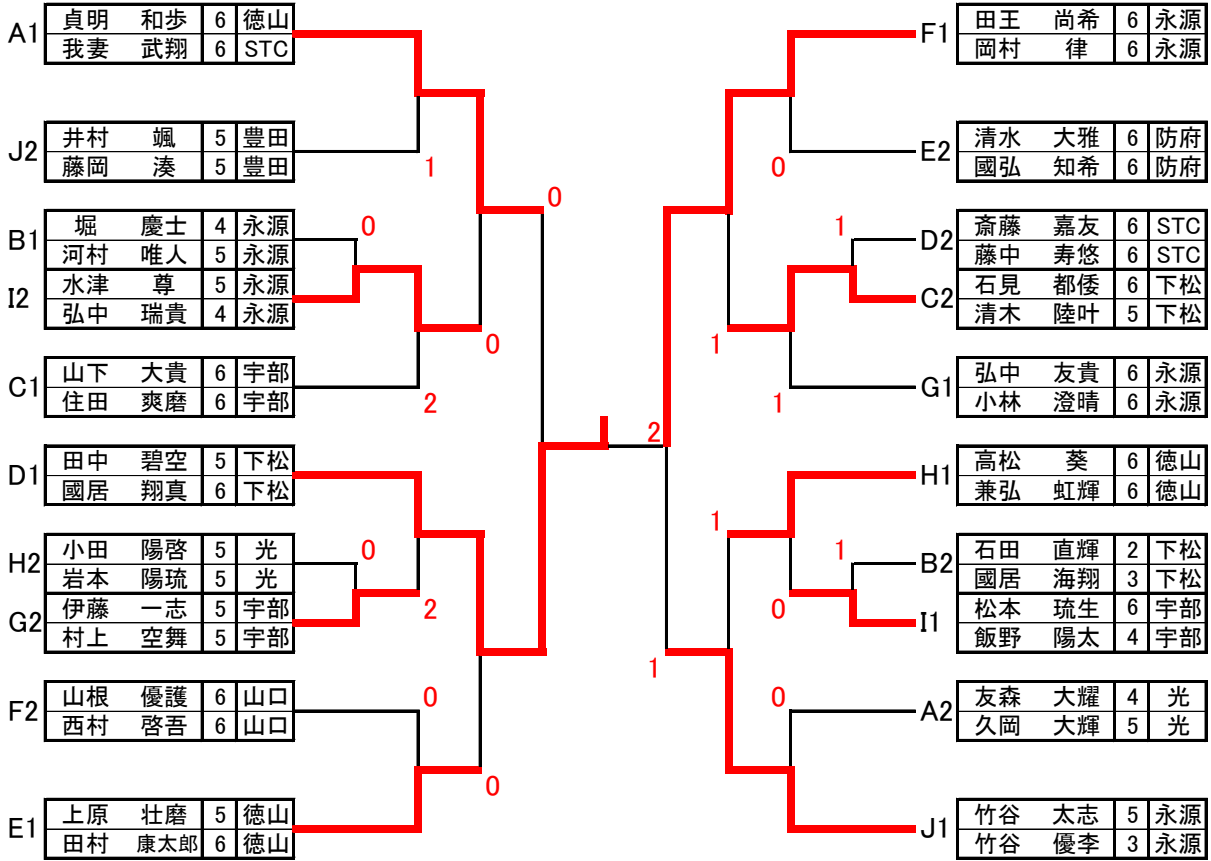 A1 貞明 和歩 6 徳山
我妻 武翔 6 STC
J2 井村 颯 5 豊田
藤岡 湊 5 豊田
1
0
B1 堀 慶士 4 永源
河村 唯人 5 永源
0
I2 水津 尊 5 永源
弘中 瑞貴 4 永源
0
C1 山下 大貴 6 宇部
住田 爽磨 6 宇部
2
D1 田中 碧空 5 下松
國居 翔真 6 下松
H2 小田 陽啓 5 光
岩本 陽琉 5 光
0
G2 伊藤 一志 5 宇部
村上 空舞 5 宇部
2
F2 山根 優護 6 山口
西村 啓吾 6 山口
0
0
E1 上原 壮磨 5 徳山
田村 康太郎 6 徳山
2
F1 田王 尚希 6 永源
岡村 律 6 永源
E2 清水 大雅 6 防府
國弘 知希 6 防府
0
D2 斎藤 嘉友 6 STC
藤中 寿悠 6 STC
1
C2 石見 都倭 6 下松
清木 陸叶 5 下松
1
G1 弘中 友貴 6 永源
小林 澄晴 6 永源
1
H1 高松 葵 6 徳山
兼弘 虹輝 6 徳山
1
B2 石田 直輝 2 下松
國居 海翔 3 下松
1
I1 松本 琉生 6 宇部
飯野 陽太 4 宇部
0
1
A2 友森 大耀 4 光
久岡 大輝 5 光
0
J1 竹谷 太志 5 永源
竹谷 優李 3 永源